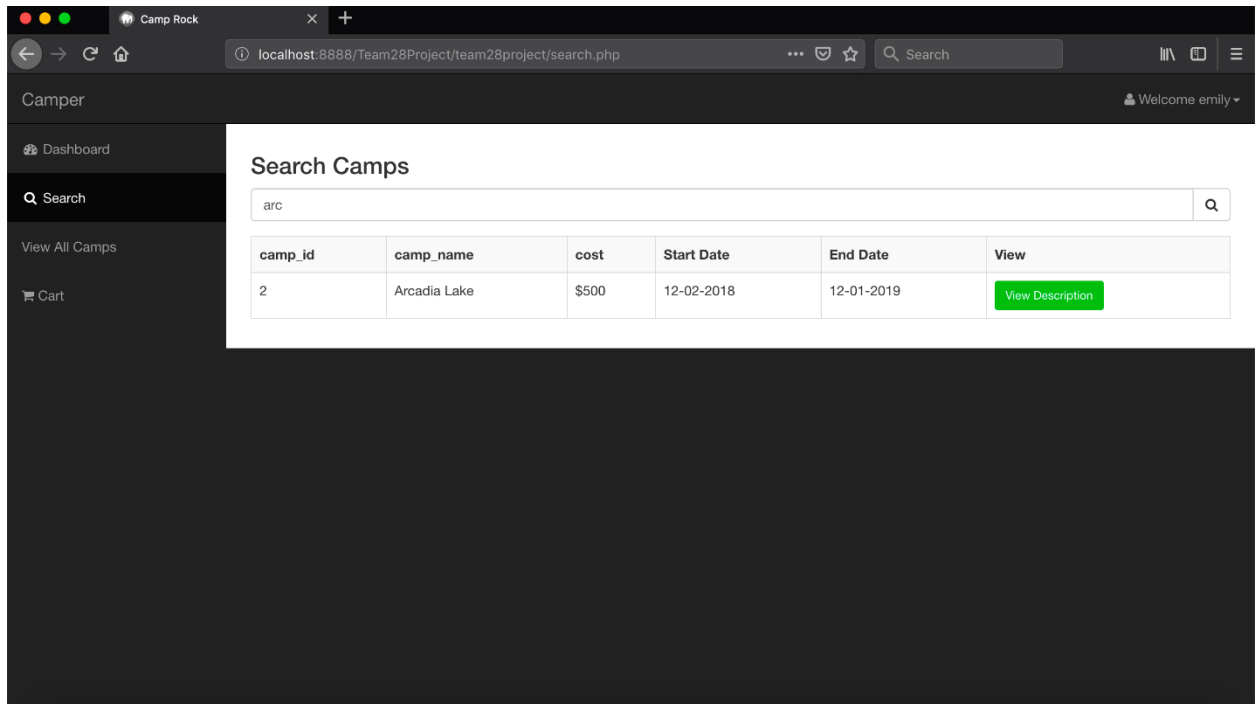 Camp Rock
localhost:8888/Team28Project/team28project/search.php
Search
Camper
Welcome emily
Dashboard
Search
View All Camps
Cart
Search Camps
arc
camp_id camp_name cost Start Date End Date View
2 Arcadia Lake $500 12-02-2018 12-01-2019 View Description